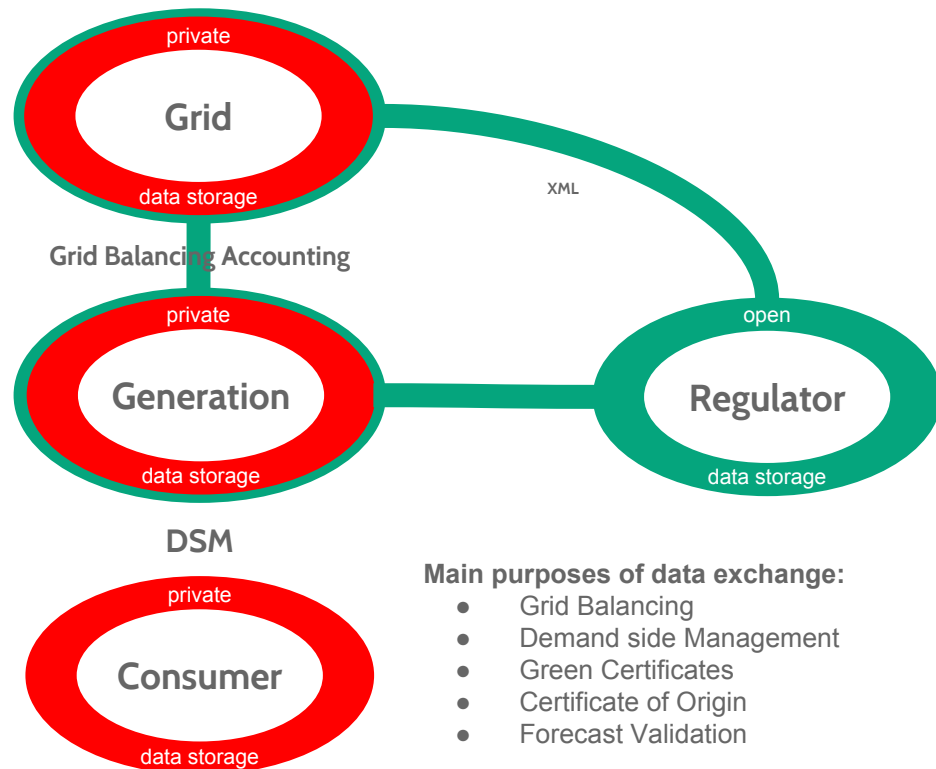 private
Grid
data storage
XML
Grid Balancing Accounting
private
Generation
data storage
open
Regulator
data storage
DSM
private
Consumer
data storage
Main purposes of data exchange:
● Grid Balancing
● Demand side Management
● Green Certificates
● Certificate of Origin
● Forecast Validation